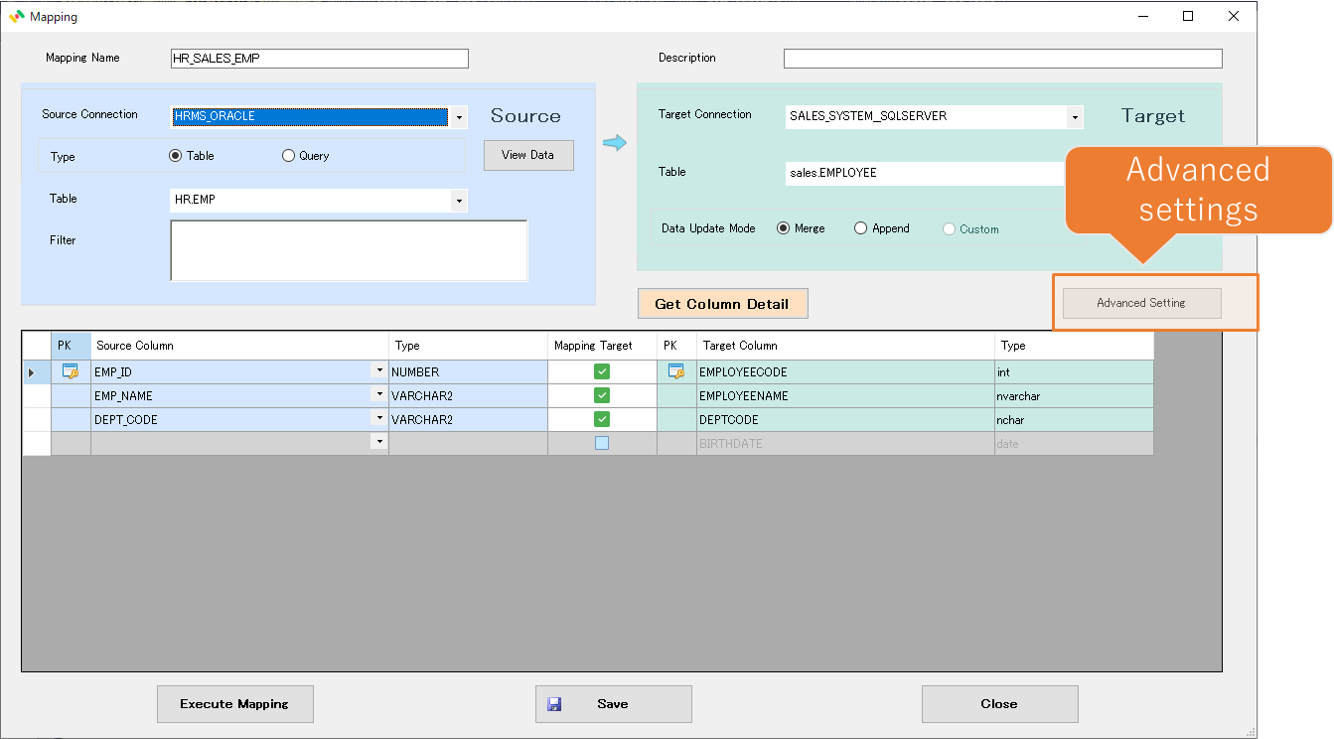 Mapping
Mapping Name HR_SALES_EMP Description
Source Connection HRMS_ORACLE Source
Type Table Query View Data
Table HR.EMP
Filter
Target Connection SALES_SYSTEM_SQLSERVER Target
Table sales.EMPLOYEE
Data Update Mode Merge Append Custom
Advanced
settings
Get Column Detail Advanced Setting
PK Source Column Type Mapping Target PK Target Column Type
EMP_ID NUMBER EMPLOYEECODE int
EMP_NAME VARCHAR2 EMPLOYEENAME nvarchar
DEPT_CODE VARCHAR2 DEPTCODE nchar
BIRTHDATE date
Execute Mapping Save Close